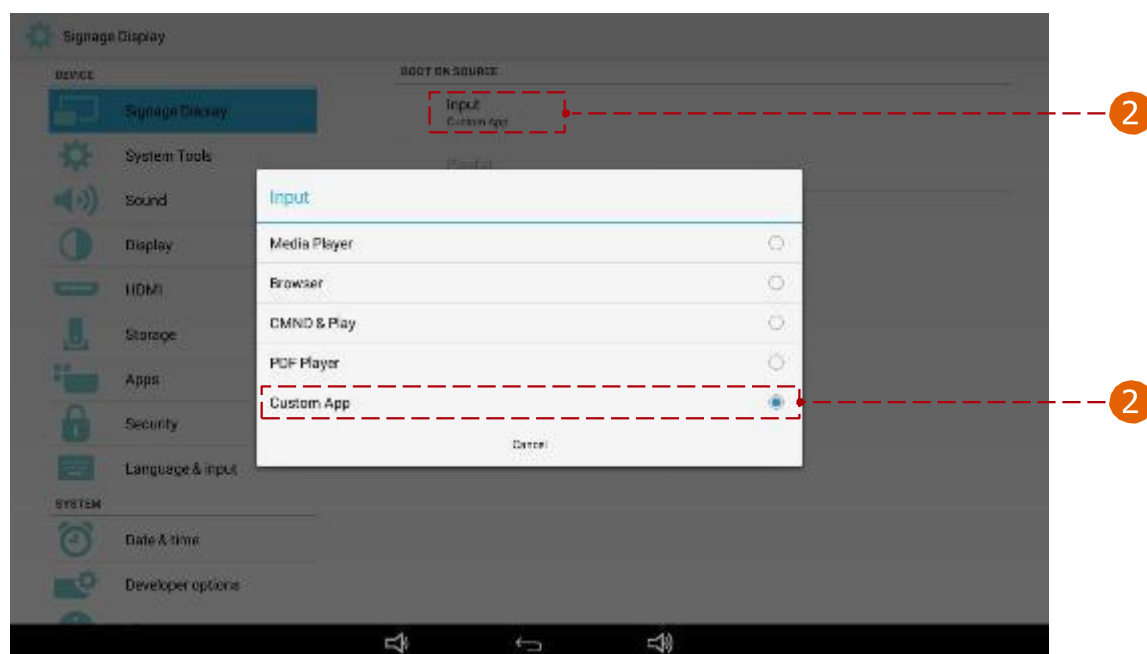 Signage Display
DEVICE
BOOT ON SOURCE
Signage Display
Input
Custom App
2
System Tools
Playlist
Sound
Input
Display
Media Player
HDMI
Browser
Storage
CMND & Play
Apps
PDF Player
Security
Custom App
2
Language & input
Cancel
SYSTEM
Date & time
Developer options